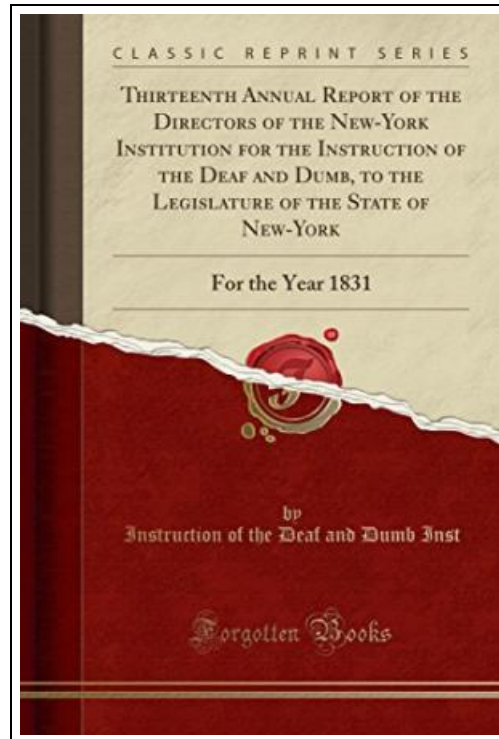 CLASSIC REPRINT SERIES
THIRTEENTH ANNUAL REPORT OF THE
DIRECTORS OF THE NEW-YORK
INSTITUTION FOR THE INSTRUCTION OF
THE DEAF AND DUMB, TO THE
LEGISLATURE OF THE STATE OF
NEW-YORK
For the Year 1831
by
Instruction of the Deaf and Dumb Inst
Forgotten Books